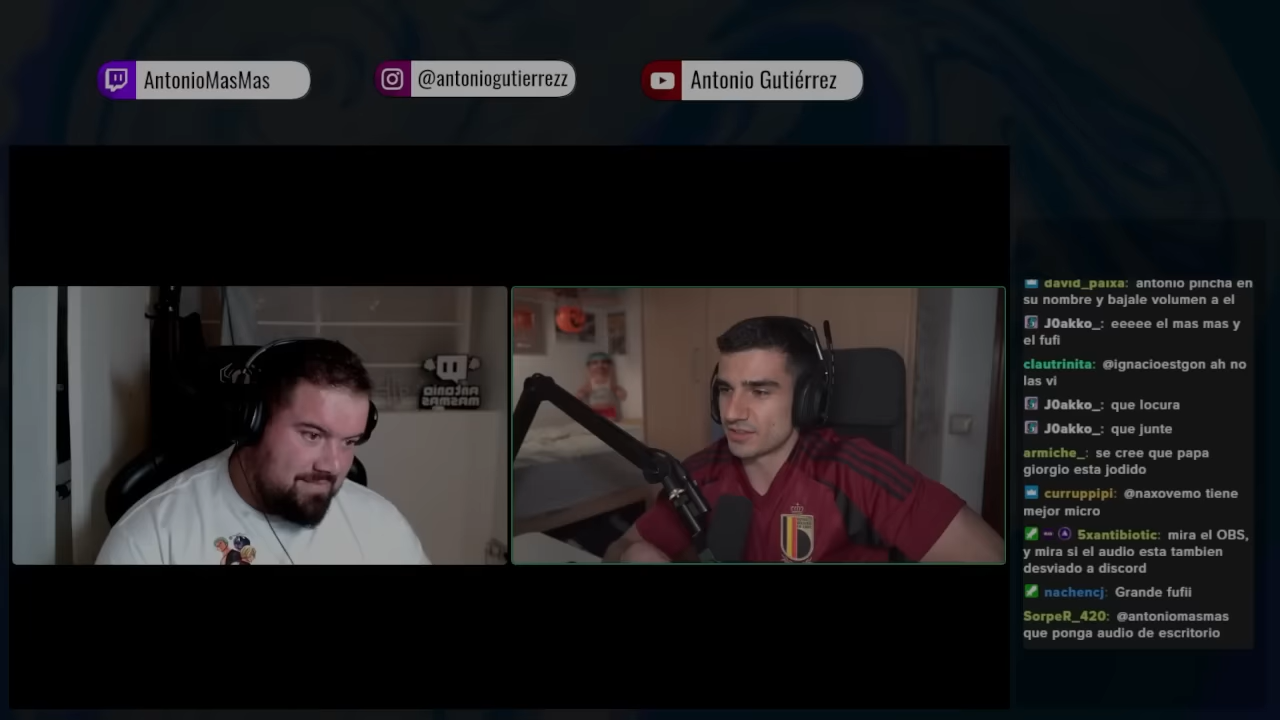 AntonioMasMas
@antoniogutierrezz
Antonio Gutiérrez
david_paixa: antonio pincha en
su nombre y bajale volumen a el
J0akko_: eeeee el mas mas y
el fufi
clautrinita: @ignacioestgon ah no
las vi
J0akko_: que locura
J0akko_: que junte
armiche_: se cree que papa
giorgio esta jodido
curruppipi: @naxovemo tiene
mejor micro
5xantibiotic: mira el OBS,
y mira si el audio esta tambien
desviado a discord
nachencj: Grande fufii
SorpeR_420: @antoniomasmas
que ponga audio de escritorio
antonio
masmas